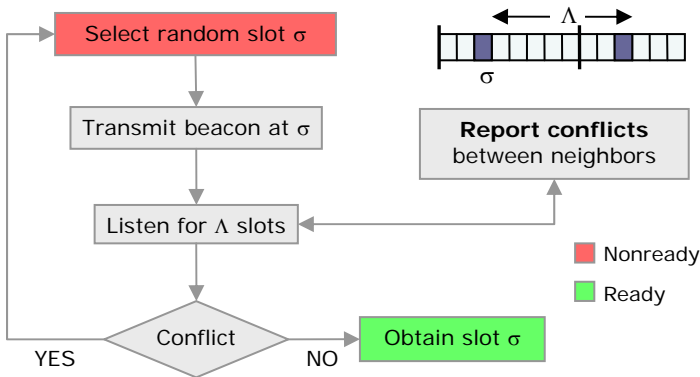 Select random slot σ
Λ
σ
Transmit beacon at σ
Report conflicts
between neighbors
Listen for Λ slots
Nonready
Ready
Conflict
YES
NO
Obtain slot σ